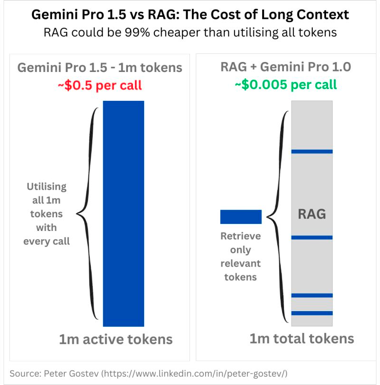 Gemini Pro 1.5 vs RAG: The Cost of Long Context
RAG could be 99% cheaper than utilising all tokens
Gemini Pro 1.5 - 1m tokens
~$0.5 per call
Utilising
all 1m
tokens
with
every call
1m active tokens
RAG + Gemini Pro 1.0
~$0.005 per call
RAG
Retrieve
only
relevant
tokens
1m total tokens
Source: Peter Gostev (https://www.linkedin.com/in/peter-gostev/)